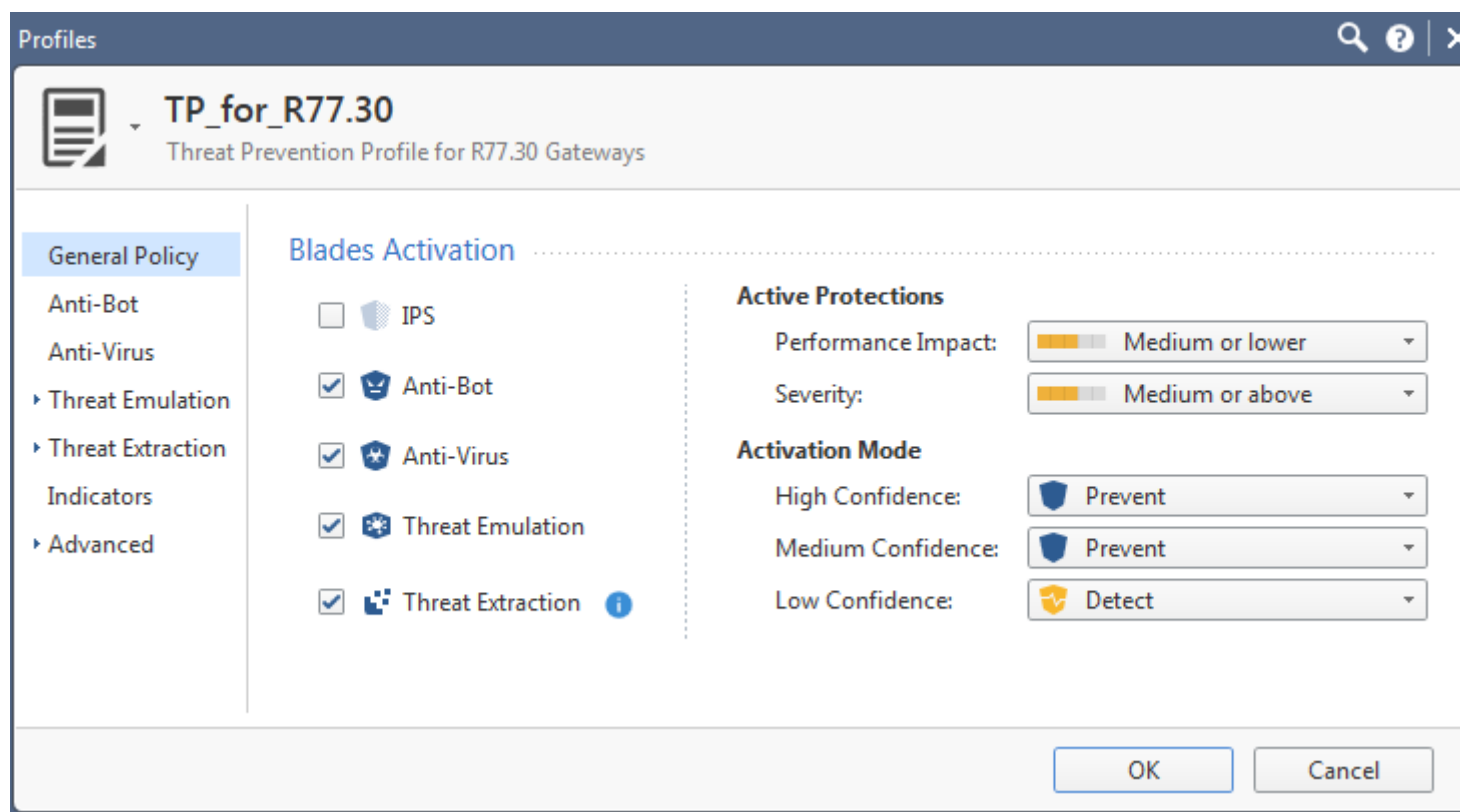 Profiles
TP_for_R77.30
Threat Prevention Profile for R77.30 Gateways
General Policy
Anti-Bot
Anti-Virus
Threat Emulation
Threat Extraction
Indicators
Advanced
Blades Activation
IPS
Anti-Bot
Anti-Virus
Threat Emulation
Threat Extraction
Active Protections
Performance Impact: Medium or lower
Severity: Medium or above
Activation Mode
High Confidence: Prevent
Medium Confidence: Prevent
Low Confidence: Detect
OK Cancel